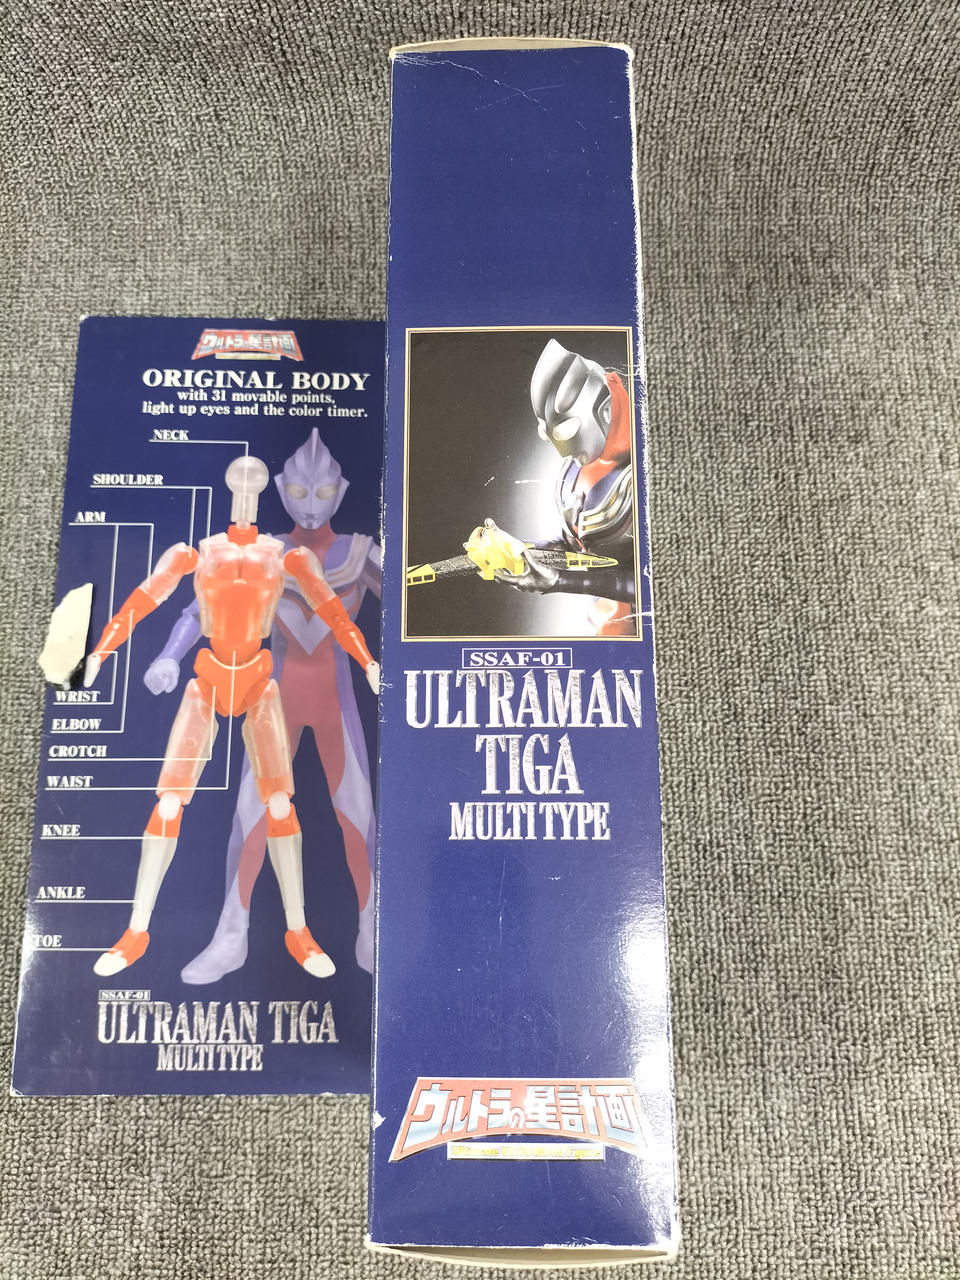 ウルトラの星計画
ORIGINAL BODY
with 31 movable points,
light up eyes and the color timer.
NECK
SHOULDER
ARM
WRIST
ELBOW
CROTCH
WAIST
KNEE
ANKLE
TOE
SSAF-01
ULTRAMAN TIGA
MULTI TYPE
SSAF-01
ULTRAMAN
TIGA
MULTI TYPE
ウルトラの星計画